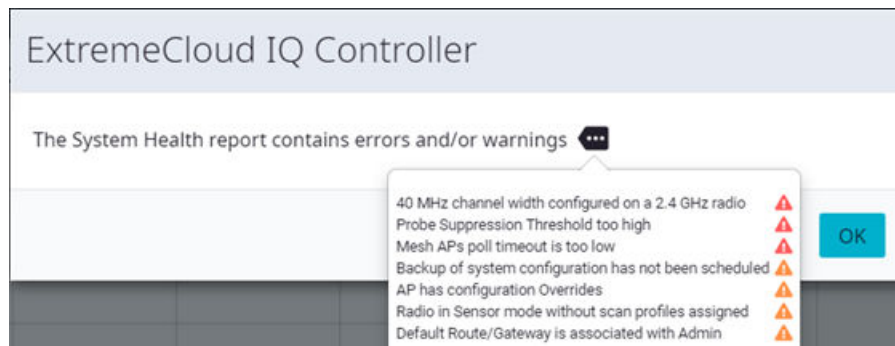 ExtremeCloud IQ Controller
The System Health report contains errors and/or warnings
40 MHz channel width configured on a 2.4 GHz radio
Probe Suppression Threshold too high
Mesh APs poll timeout is too low
OK
Backup of system configuration has not been scheduled
AP has configuration Overrides
Radio in Sensor mode without scan profiles assigned
Default Route/Gateway is associated with Admin